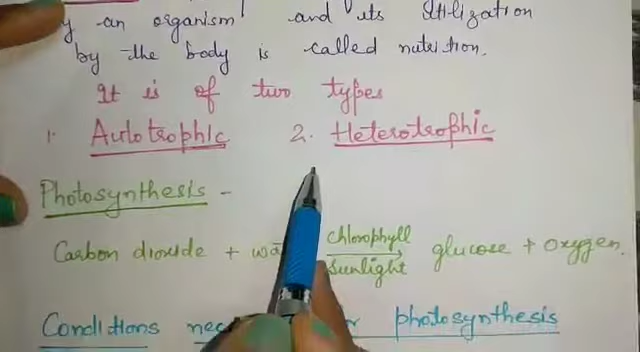 an organism and its utilization
by the body is called nutrition.
It is of two types
1. Autotrophic 2. Heterotrophic
Photosynthesis -
Carbon dioxide + chlorophyll glucose + oxygen.
sunlight
Conditions photosynthesis